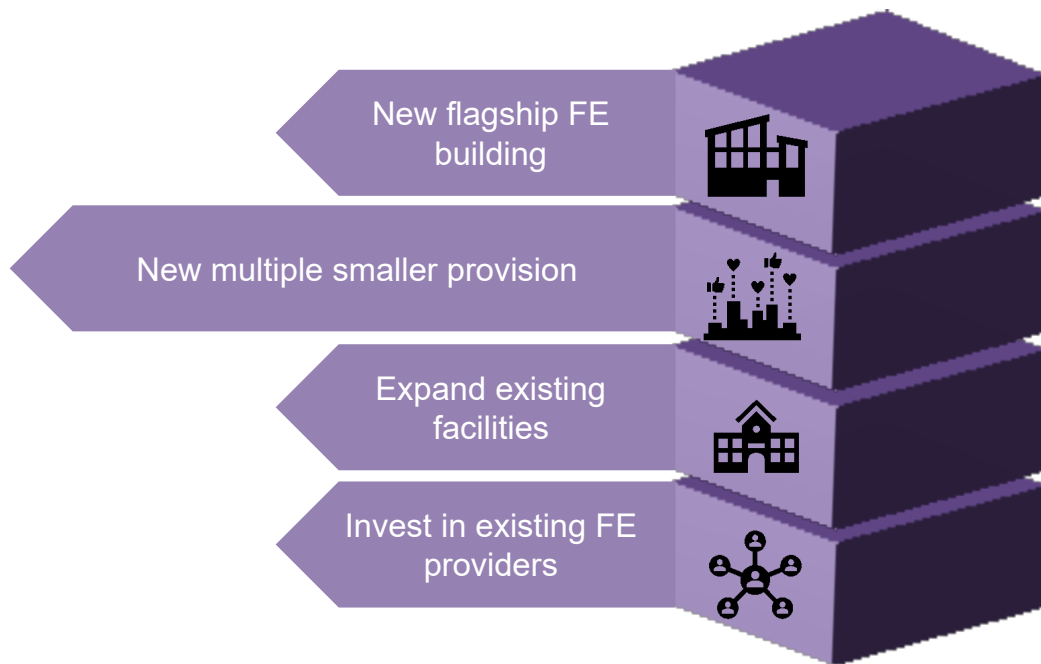 New flagship FE
building
New multiple smaller provision
Expand existing
facilities
Invest in existing FE
providers